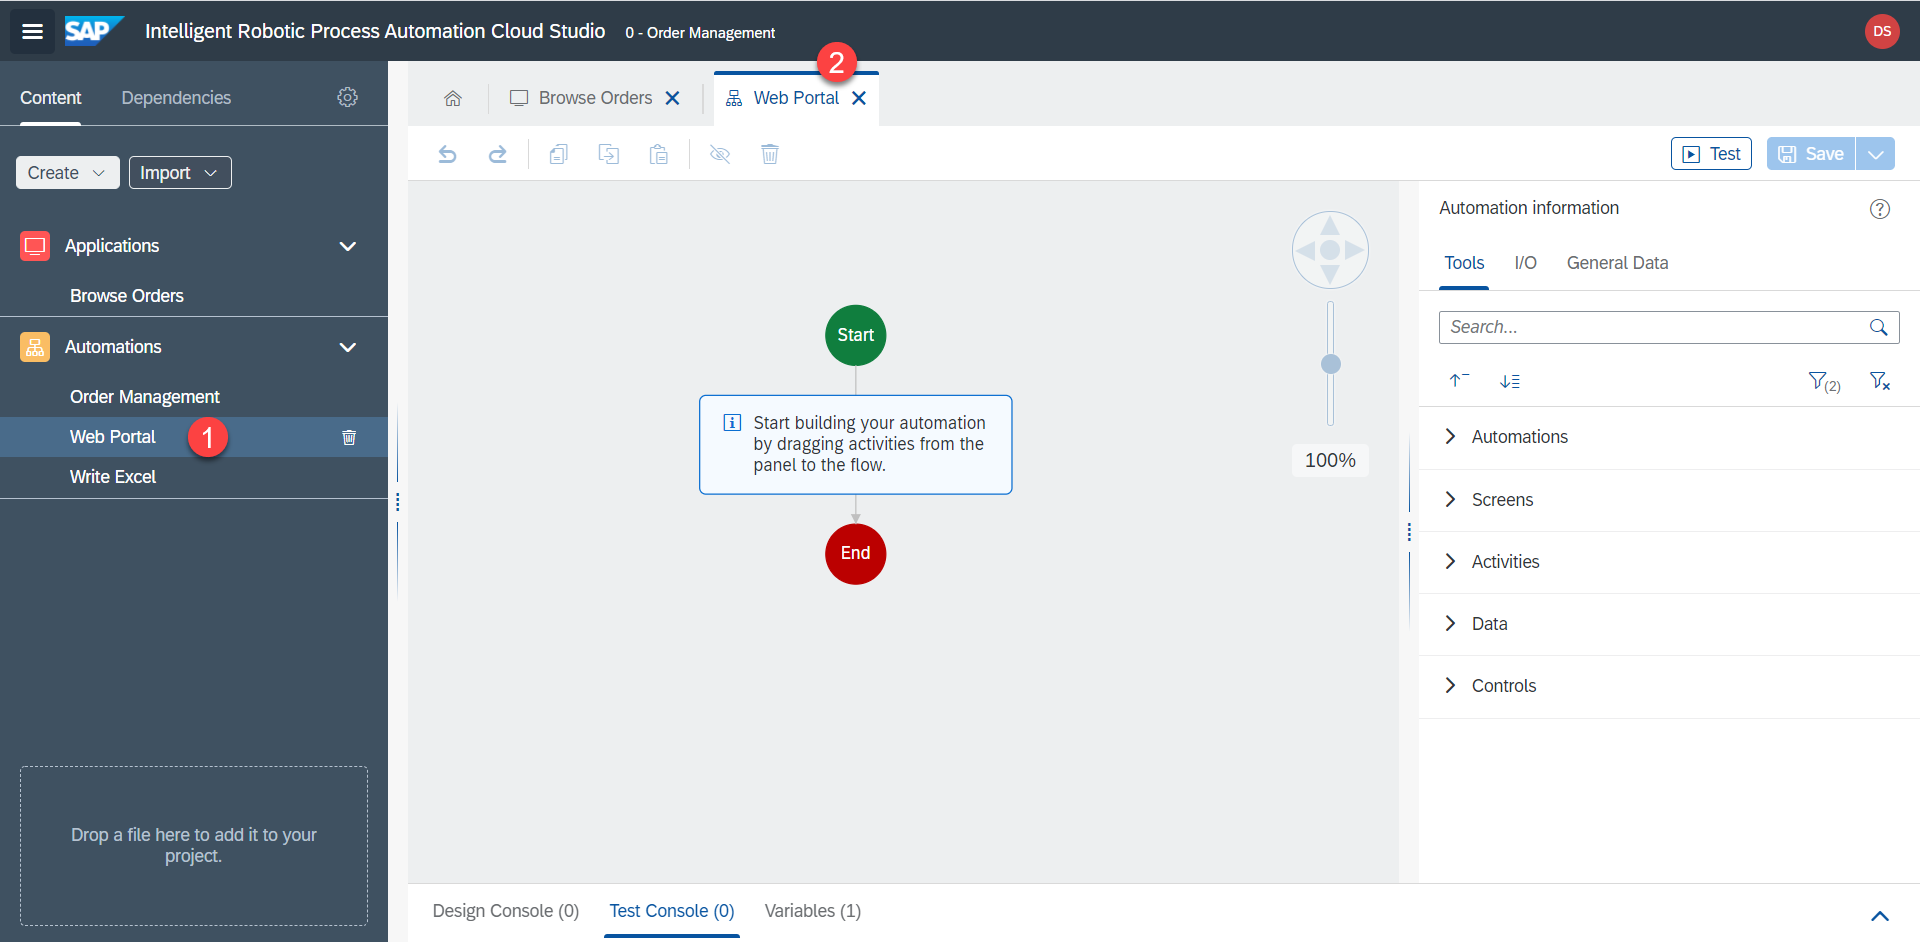 SAP Intelligent Robotic Process Automation Cloud Studio 0 - Order Management DS
Content Dependencies
Create Import
Applications
Browse Orders
Automations
Order Management
Web Portal 1
Write Excel
Drop a file here to add it to your
project.
Browse Orders Web Portal 2
Test Save
Start
Start building your automation
by dragging activities from the
panel to the flow.
End
100%
Automation information
Tools I/O General Data
Search...
(2)
Automations
Screens
Activities
Data
Controls
Design Console (0) Test Console (0) Variables (1)